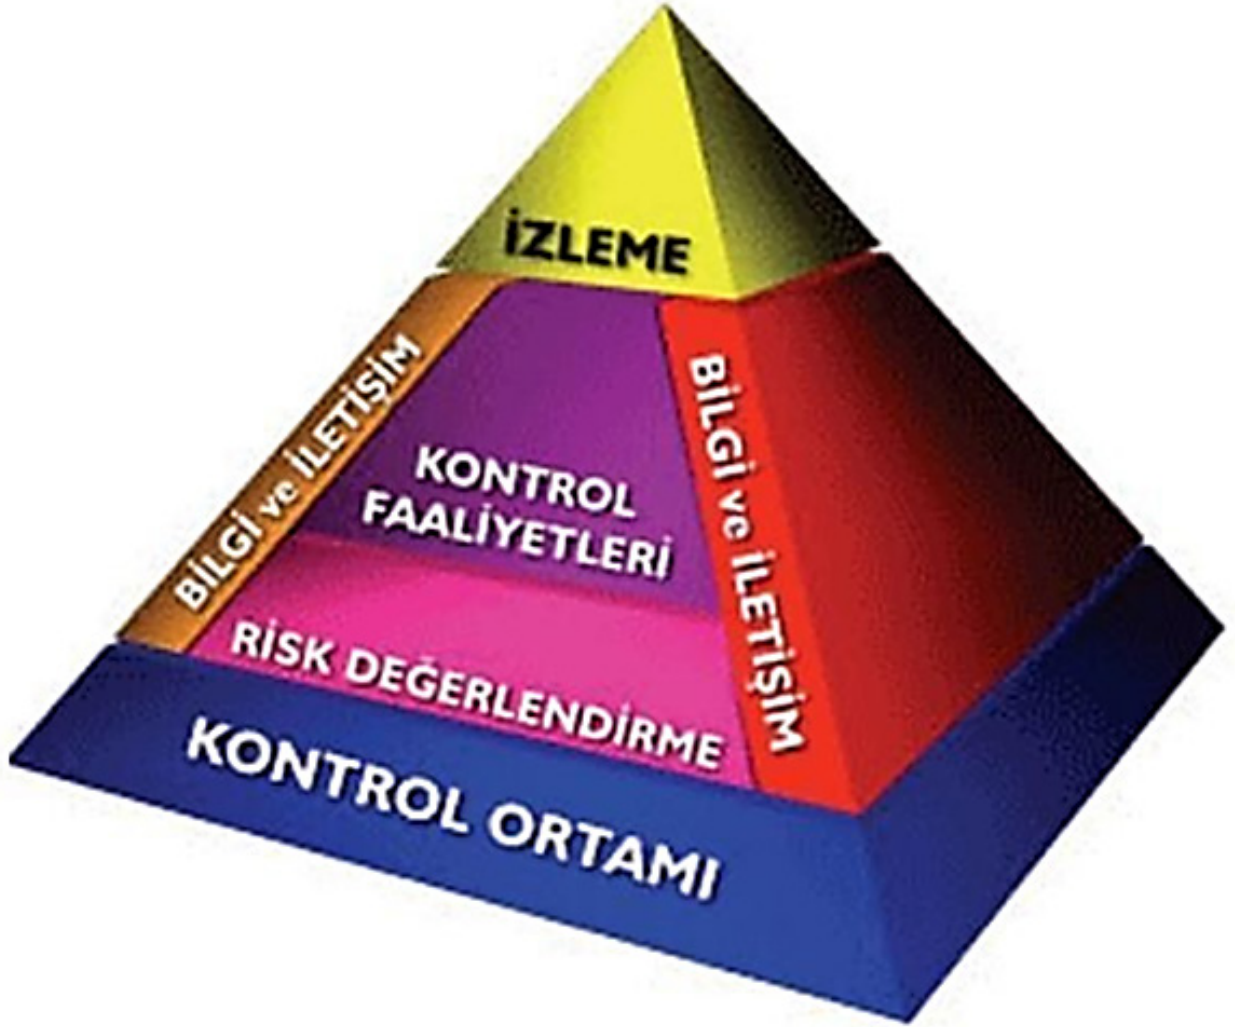 İZLEME
BİLGİ ve İLETİŞİM
KONTROL
FAALİYETLERİ
BİLGİ ve İLETİŞİM
RİSK DEĞERLENDİRME
KONTROL ORTAMI